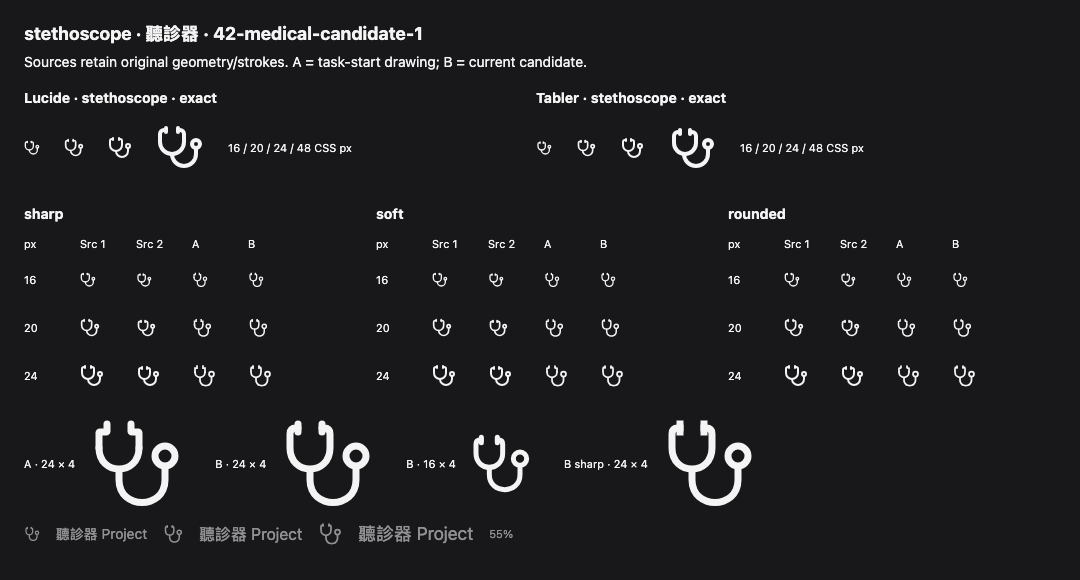 stethoscope · 聽診器 · 42-medical-candidate-1
Sources retain original geometry/strokes. A = task-start drawing; B = current candidate.
Lucide · stethoscope · exact
Tabler · stethoscope · exact
16 / 20 / 24 / 48 CSS px
16 / 20 / 24 / 48 CSS px
sharp
soft
rounded
px Src 1 Src 2 A B
px Src 1 Src 2 A B
px Src 1 Src 2 A B
16
16
16
20
20
20
24
24
24
A · 24 × 4
B · 24 × 4
B · 16 × 4
B sharp · 24 × 4
聽診器 Project
聽診器 Project
聽診器 Project
55%